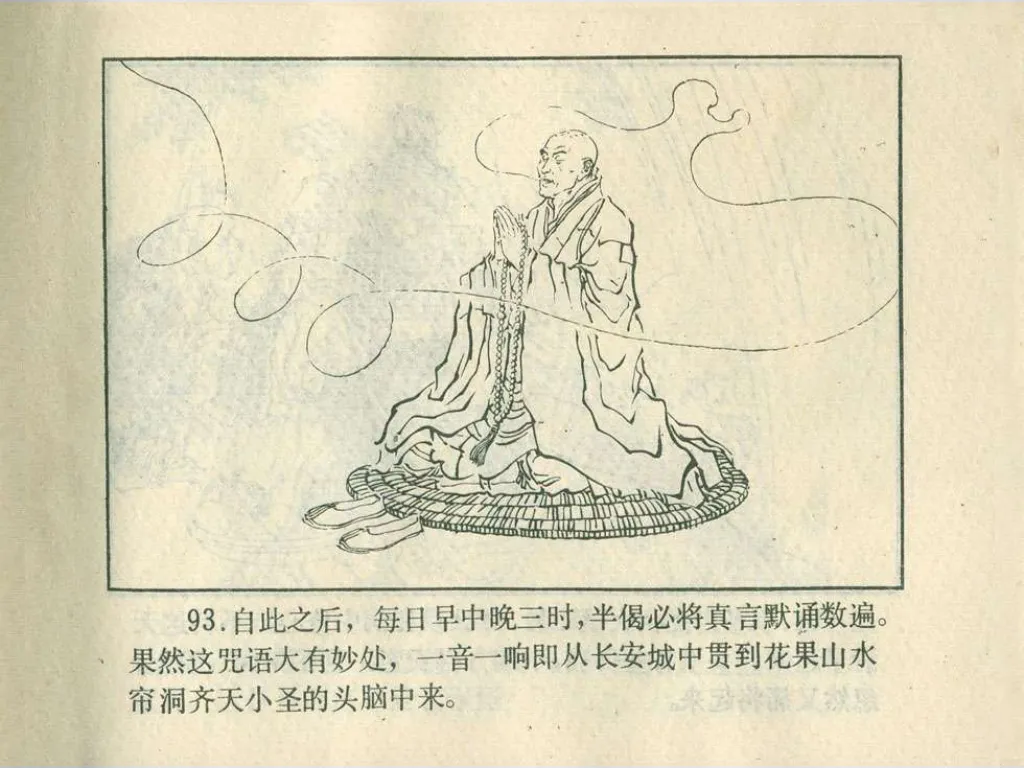 93.自此之后，每日早中晚三时，半偈必将真言默诵数遍。
果然这咒语大有妙处，一音一响即从长安城中贯到花果山水
帘洞齐天小圣的头脑中来。